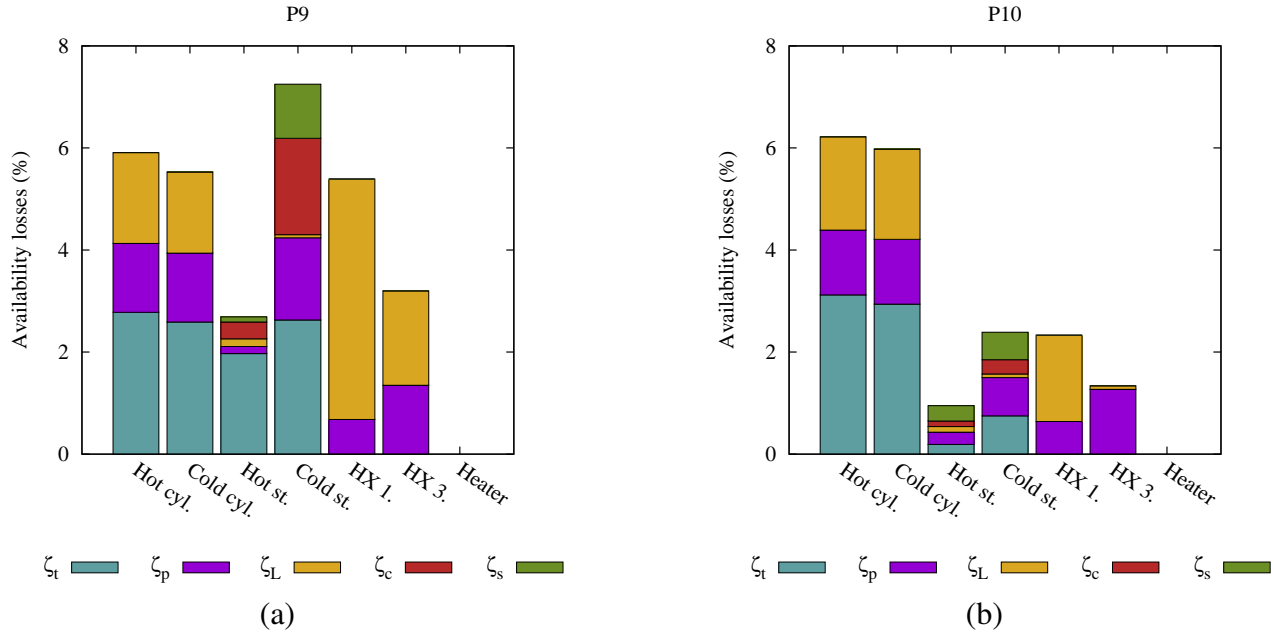 P9
8
6
4
2
0
Availability losses (%)
Hot cyl.
Cold cyl.
Hot st.
Cold st.
HX 1.
HX 3.
Heater
ζt ζp ζL ζc ζs
(a)
P10
8
6
4
2
0
Availability losses (%)
Hot cyl.
Cold cyl.
Hot st.
Cold st.
HX 1.
HX 3.
Heater
ζt ζp ζL ζc ζs
(b)